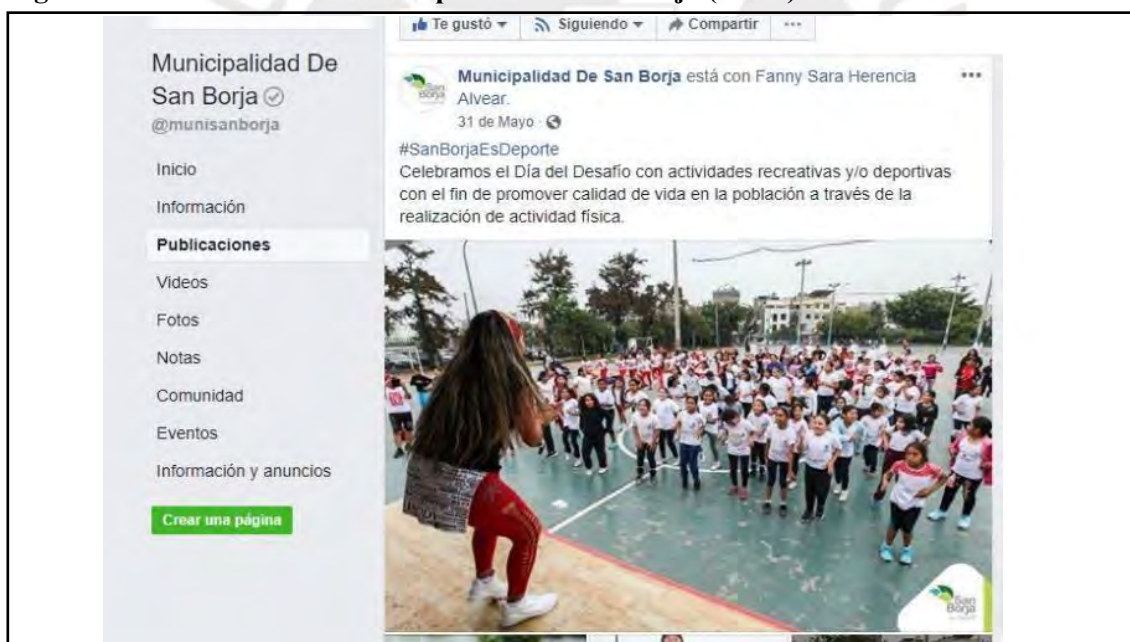 Te gustó
Siguiendo
Compartir
Municipalidad De
San Borja
@munisanborja
Inicio
Información
Publicaciones
Videos
Fotos
Notas
Comunidad
Eventos
Información y anuncios
Crear una página
Municipalidad De San Borja está con Fanny Sara Herencia
Alvear.
31 de Mayo
#SanBorjaEsDeporte
Celebramos el Día del Desafío con actividades recreativas y/o deportivas
con el fin de promover calidad de vida en la población a través de la
realización de actividad física.
San
Borja